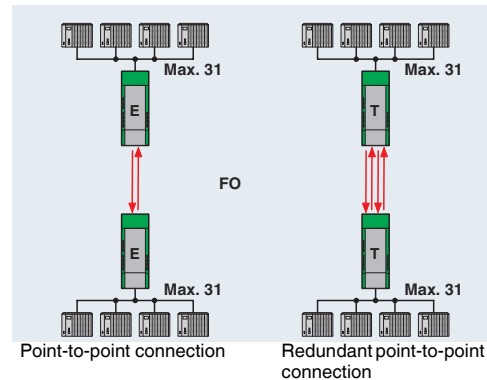 Max. 31
Max. 31
E
T
FO
E
T
Max. 31
Max. 31
Point-to-point connection
Redundant point-to-point
connection